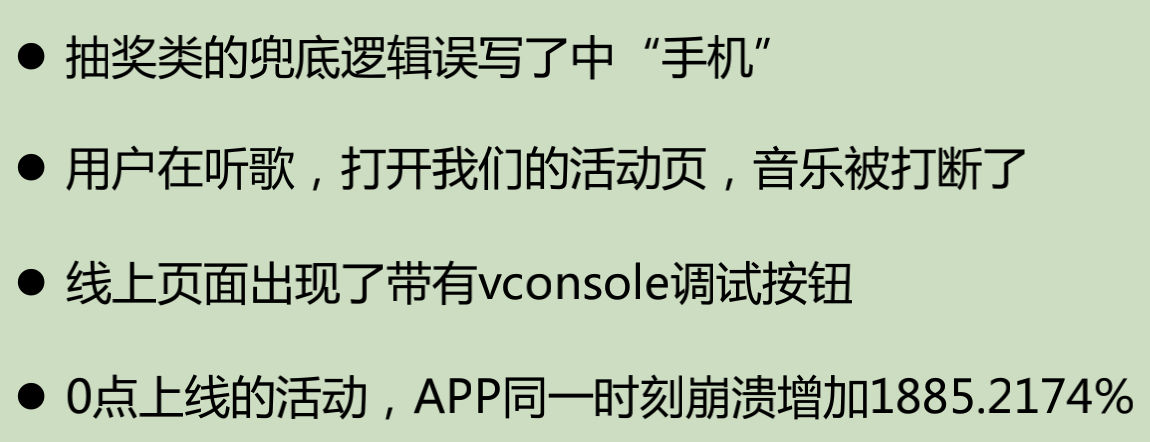 ● 抽奖类的兜底逻辑误写了中“手机”
● 用户在听歌，打开我们的活动页，音乐被打断了
● 线上页面出现了带有vconsole调试按钮
● 0点上线的活动，APP同一时刻崩溃增加1885.2174%